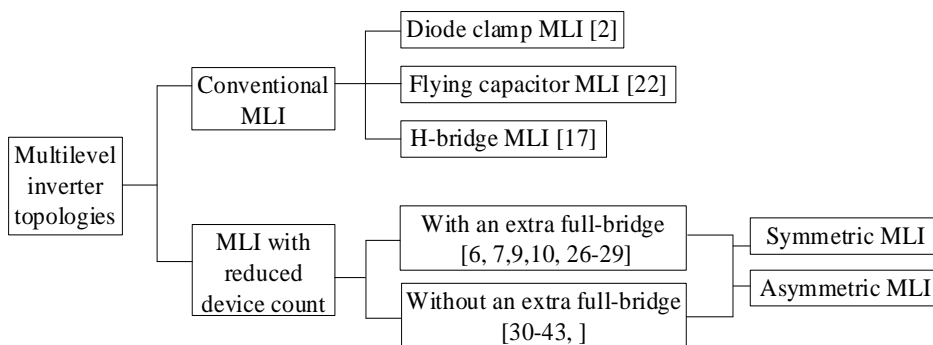 Multilevel
inverter
topologies
Conventional
MLI
Diode clamp MLI [2]
Flying capacitor MLI [22]
H-bridge MLI [17]
MLI with
reduced
device count
With an extra full-bridge
[6, 7,9,10, 26-29]
Without an extra full-bridge
[30-43, ]
Symmetric MLI
Asymmetric MLI